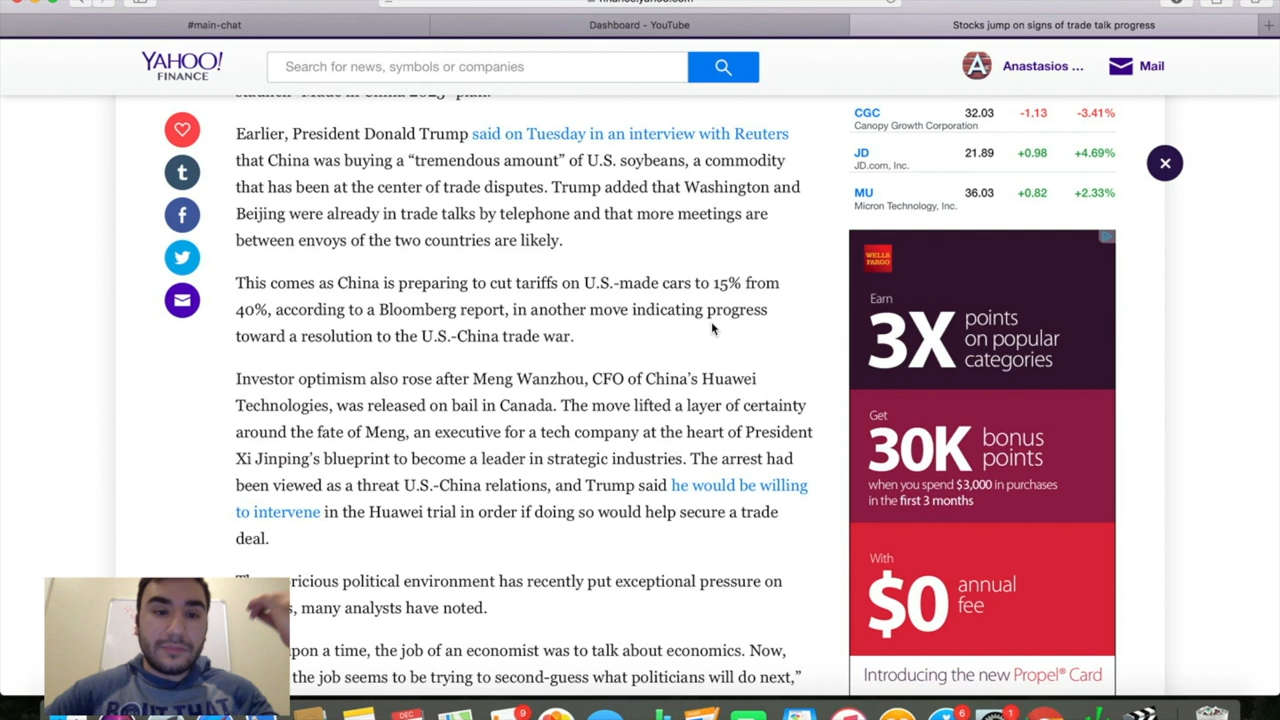 #main-chat
Dashboard - YouTube
Stocks jump on signs of trade talk progress
YAHOO!
FINANCE
Search for news, symbols or companies
Anastasios ...
Mail
Earlier, President Donald Trump said on Tuesday in an interview with Reuters
that China was buying a “tremendous amount” of U.S. soybeans, a commodity
that has been at the center of trade disputes. Trump added that Washington and
Beijing were already in trade talks by telephone and that more meetings are
between envoys of the two countries are likely.
This comes as China is preparing to cut tariffs on U.S.-made cars to 15% from
40%, according to a Bloomberg report, in another move indicating progress
toward a resolution to the U.S.-China trade war.
Investor optimism also rose after Meng Wanzhou, CFO of China’s Huawei
Technologies, was released on bail in Canada. The move lifted a layer of certainty
around the fate of Meng, an executive for a tech company at the heart of President
Xi Jinping’s blueprint to become a leader in strategic industries. The arrest had
been viewed as a threat U.S.-China relations, and Trump said he would be willing
to intervene in the Huawei trial in order if doing so would help secure a trade
deal.
political environment has recently put exceptional pressure on
many analysts have noted.
a time, the job of an economist was to talk about economics. Now,
the job seems to be trying to second-guess what politicians will do next,”
CGC 32.03 -1.13 -3.41%
Canopy Growth Corporation
JD 21.89 +0.98 +4.69%
JD.com, Inc.
MU 36.03 +0.82 +2.33%
Micron Technology, Inc.
WELLS
FARGO
Earn
3X points
on popular
categories
Get
30K bonus
points
when you spend $3,000 in purchases
in the first 3 months
With
$0 annual
fee
Introducing the new Propel® Card
BOUT THAT
DEC
9
6
1